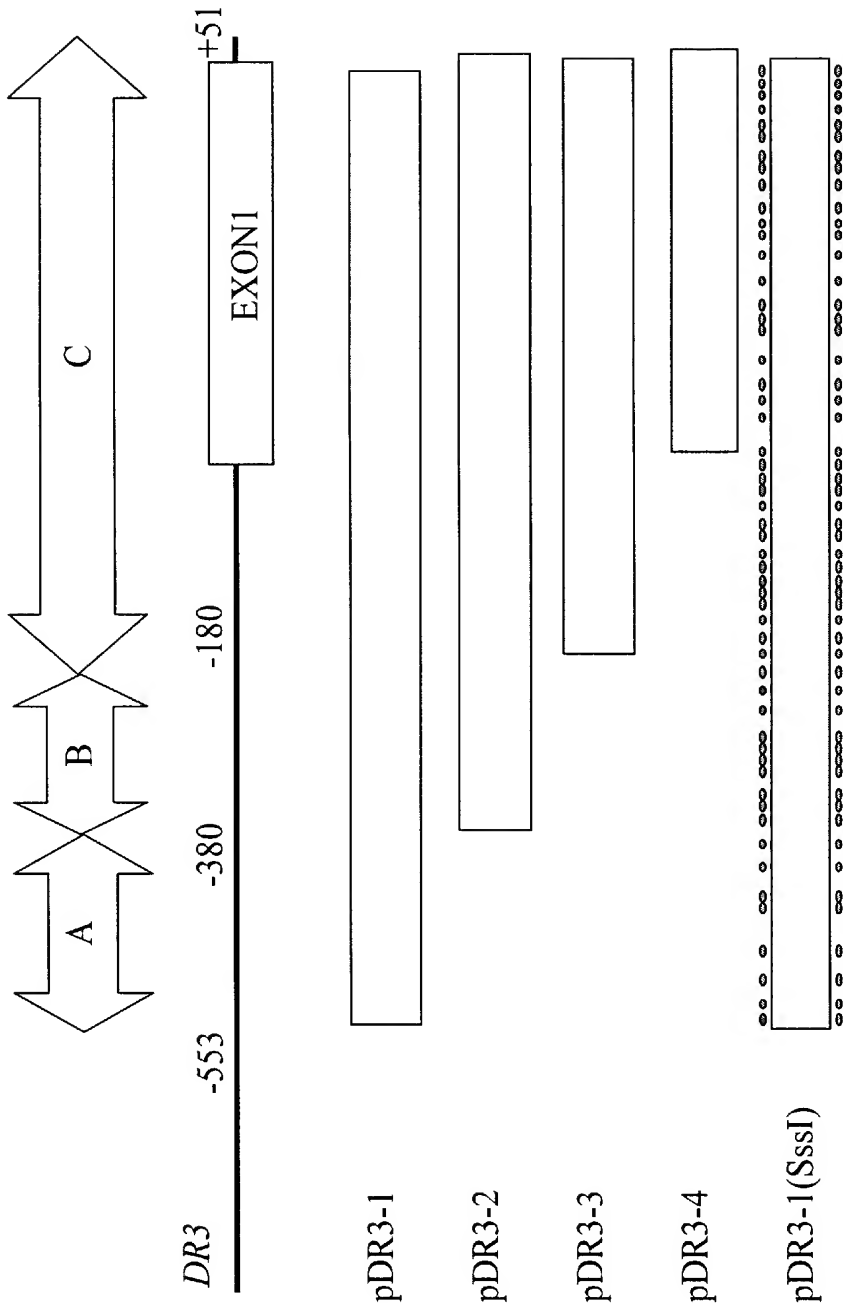 A B C
DR3 -553 -380 -180 +51
EXON1
pDR3-1
pDR3-2
pDR3-3
pDR3-4
pDR3-1(SssI)